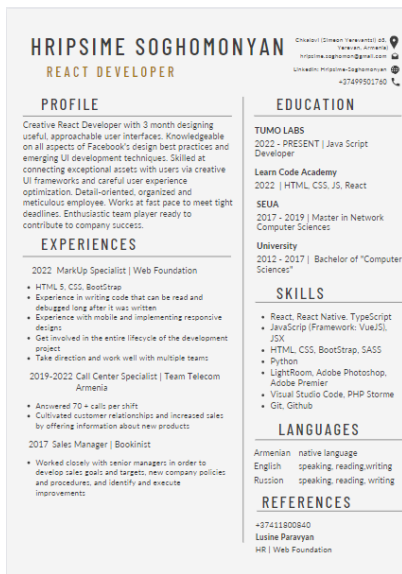 HRIPSIME SOGHOMONYAN
REACT DEVELOPER
Chkalovi (Simeon Yerevantsi) 65,
Yerevan, Armenia)
hripsime.soghomon@gmail.com
Linkedin: Hripsime-Soghomonyan
+37499501760
PROFILE
Creative React Developer with 3 month designing
useful, approachable user interfaces. Knowledgeable
on all aspects of Facebook's design best practices and
emerging UI development techniques. Skilled at
connecting exceptional assets with users via creative
UI frameworks and careful user experience
optimization. Detail-oriented, organized and
meticulous employee. Works at fast pace to meet tight
deadlines. Enthusiastic team player ready to
contribute to company success.
EXPERIENCES
2022 MarkUp Specialist | Web Foundation
• HTML 5, CSS, BootStrap
• Experience in writing code that can be read and
debugged long after it was written
• Experience with mobile and implementing responsive
designs
• Get involved in the entire lifecycle of the development
project
• Take direction and work well with multiple teams
2019-2022 Call Center Specialist | Team Telecom
Armenia
• Answered 70 + calls per shift
• Cultivated customer relationships and increased sales
by offering information about new products
2017 Sales Manager | Bookinist
• Worked closely with senior managers in order to
develop sales goals and targets, new company policies
and procedures, and identify and execute
improvements
EDUCATION
TUMO LABS
2022 - PRESENT | Java Script
Developer
Learn Code Academy
2022 | HTML, CSS, JS, React
SEUA
2017 - 2019 | Master in Network
Computer Sciences
University
2012 - 2017 | Bachelor of "Computer
Sciences"
SKILLS
• React, React Native. TypeScript
• JavaScrip (Framework: VueJS),
JSX
• HTML, CSS, BootStrap, SASS
• Python
• LightRoom, Adobe Photoshop,
Adobe Premier
• Visual Studio Code, PHP Storme
• Git, Github
LANGUAGES
Armenian native language
English speaking, reading,writing
Russion speaking, reading, writing
REFERENCES
+37411800840
Lusine Paravyan
HR | Web Foundation